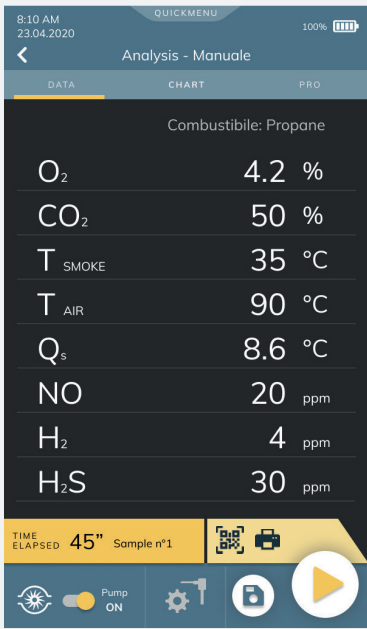 QUICKMENU
8:10 AM
23.04.2020
100%
Analysis - Manuale
DATA CHART PRO
Combustibile: Propane
O₂ 4.2 %
CO₂ 50 %
T SMOKE 35 °C
T AIR 90 °C
Qs 8.6 °C
NO 20 ppm
H₂ 4 ppm
H₂S 30 ppm
TIME
ELAPSED 45” Sample n°1
Pump
ON